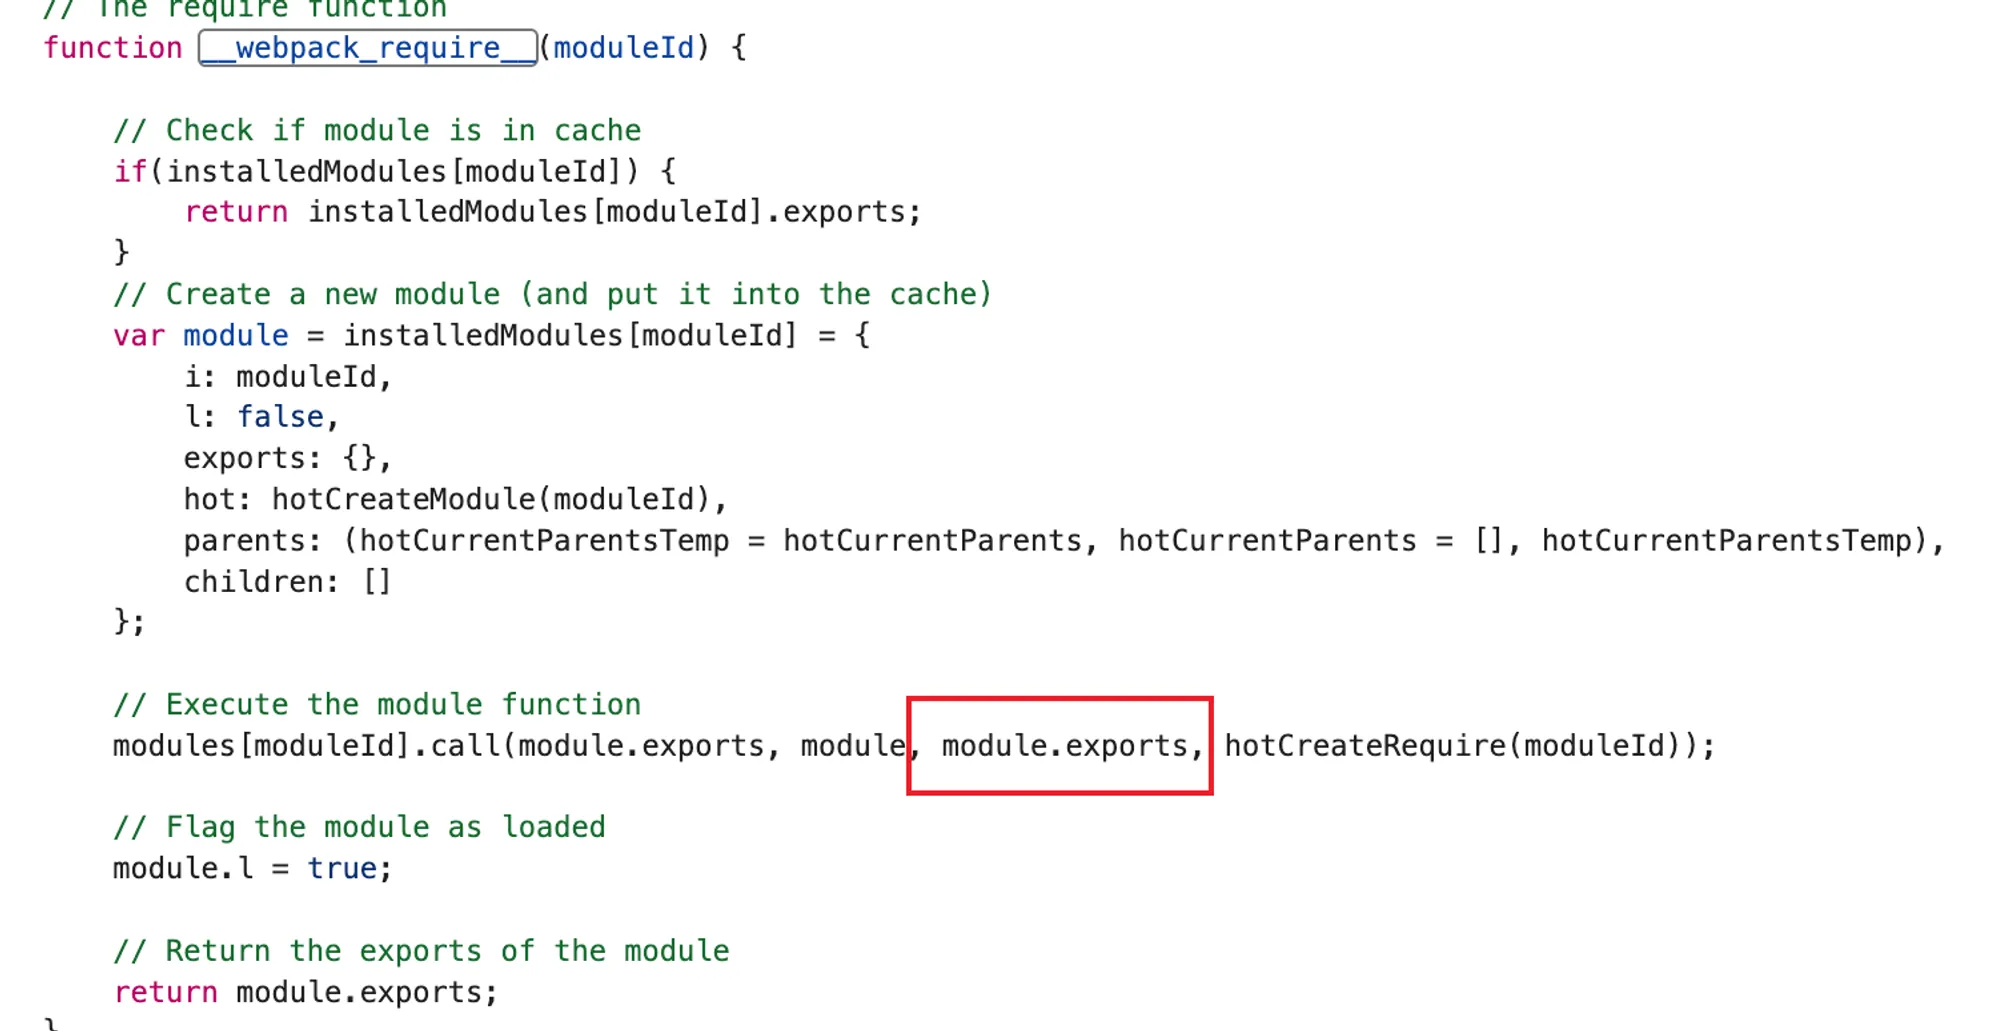 // The require function
function __webpack_require__(moduleId) {
// Check if module is in cache
if(installedModules[moduleId]) {
return installedModules[moduleId].exports;
}
// Create a new module (and put it into the cache)
var module = installedModules[moduleId] = {
i: moduleId,
l: false,
exports: {},
hot: hotCreateModule(moduleId),
parents: (hotCurrentParentsTemp = hotCurrentParents, hotCurrentParents = [], hotCurrentParentsTemp),
children: []
};
// Execute the module function
modules[moduleId].call(module.exports, module, module.exports, hotCreateRequire(moduleId));
// Flag the module as loaded
module.l = true;
// Return the exports of the module
return module.exports;
}